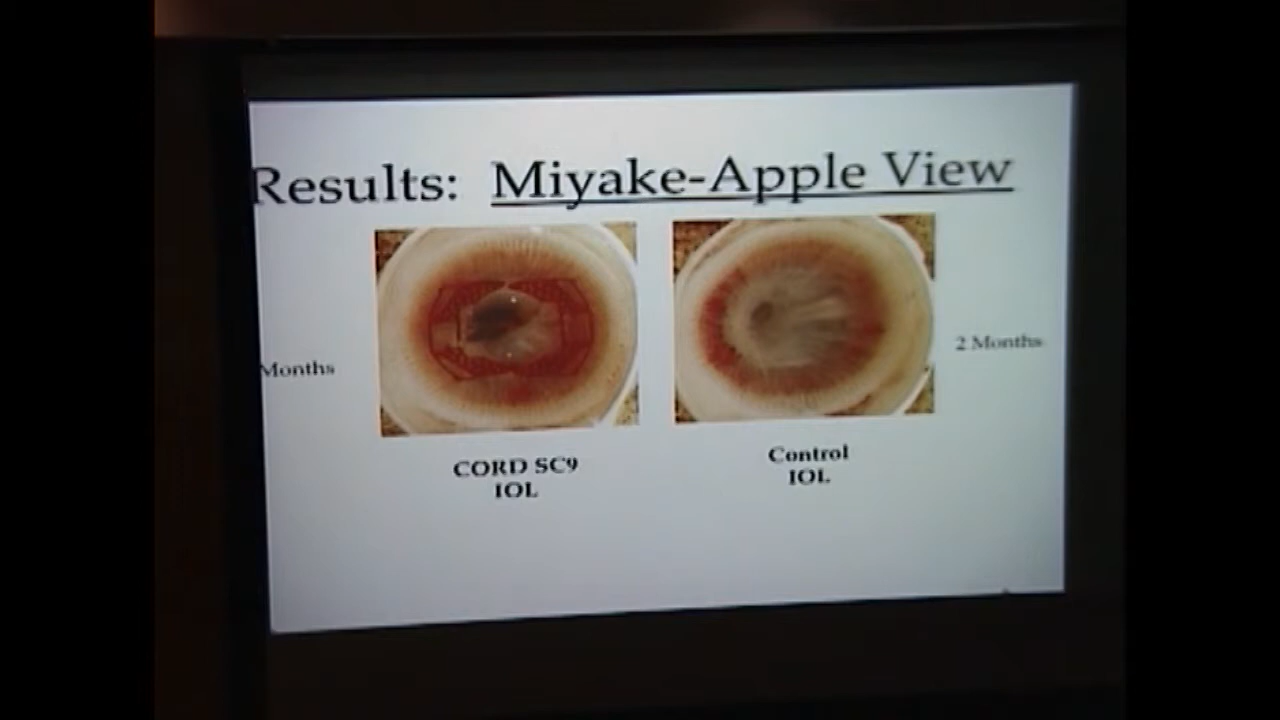 Results: Miyake-Apple View
Months
2 Months
CORD SC9
IOL
Control
IOL